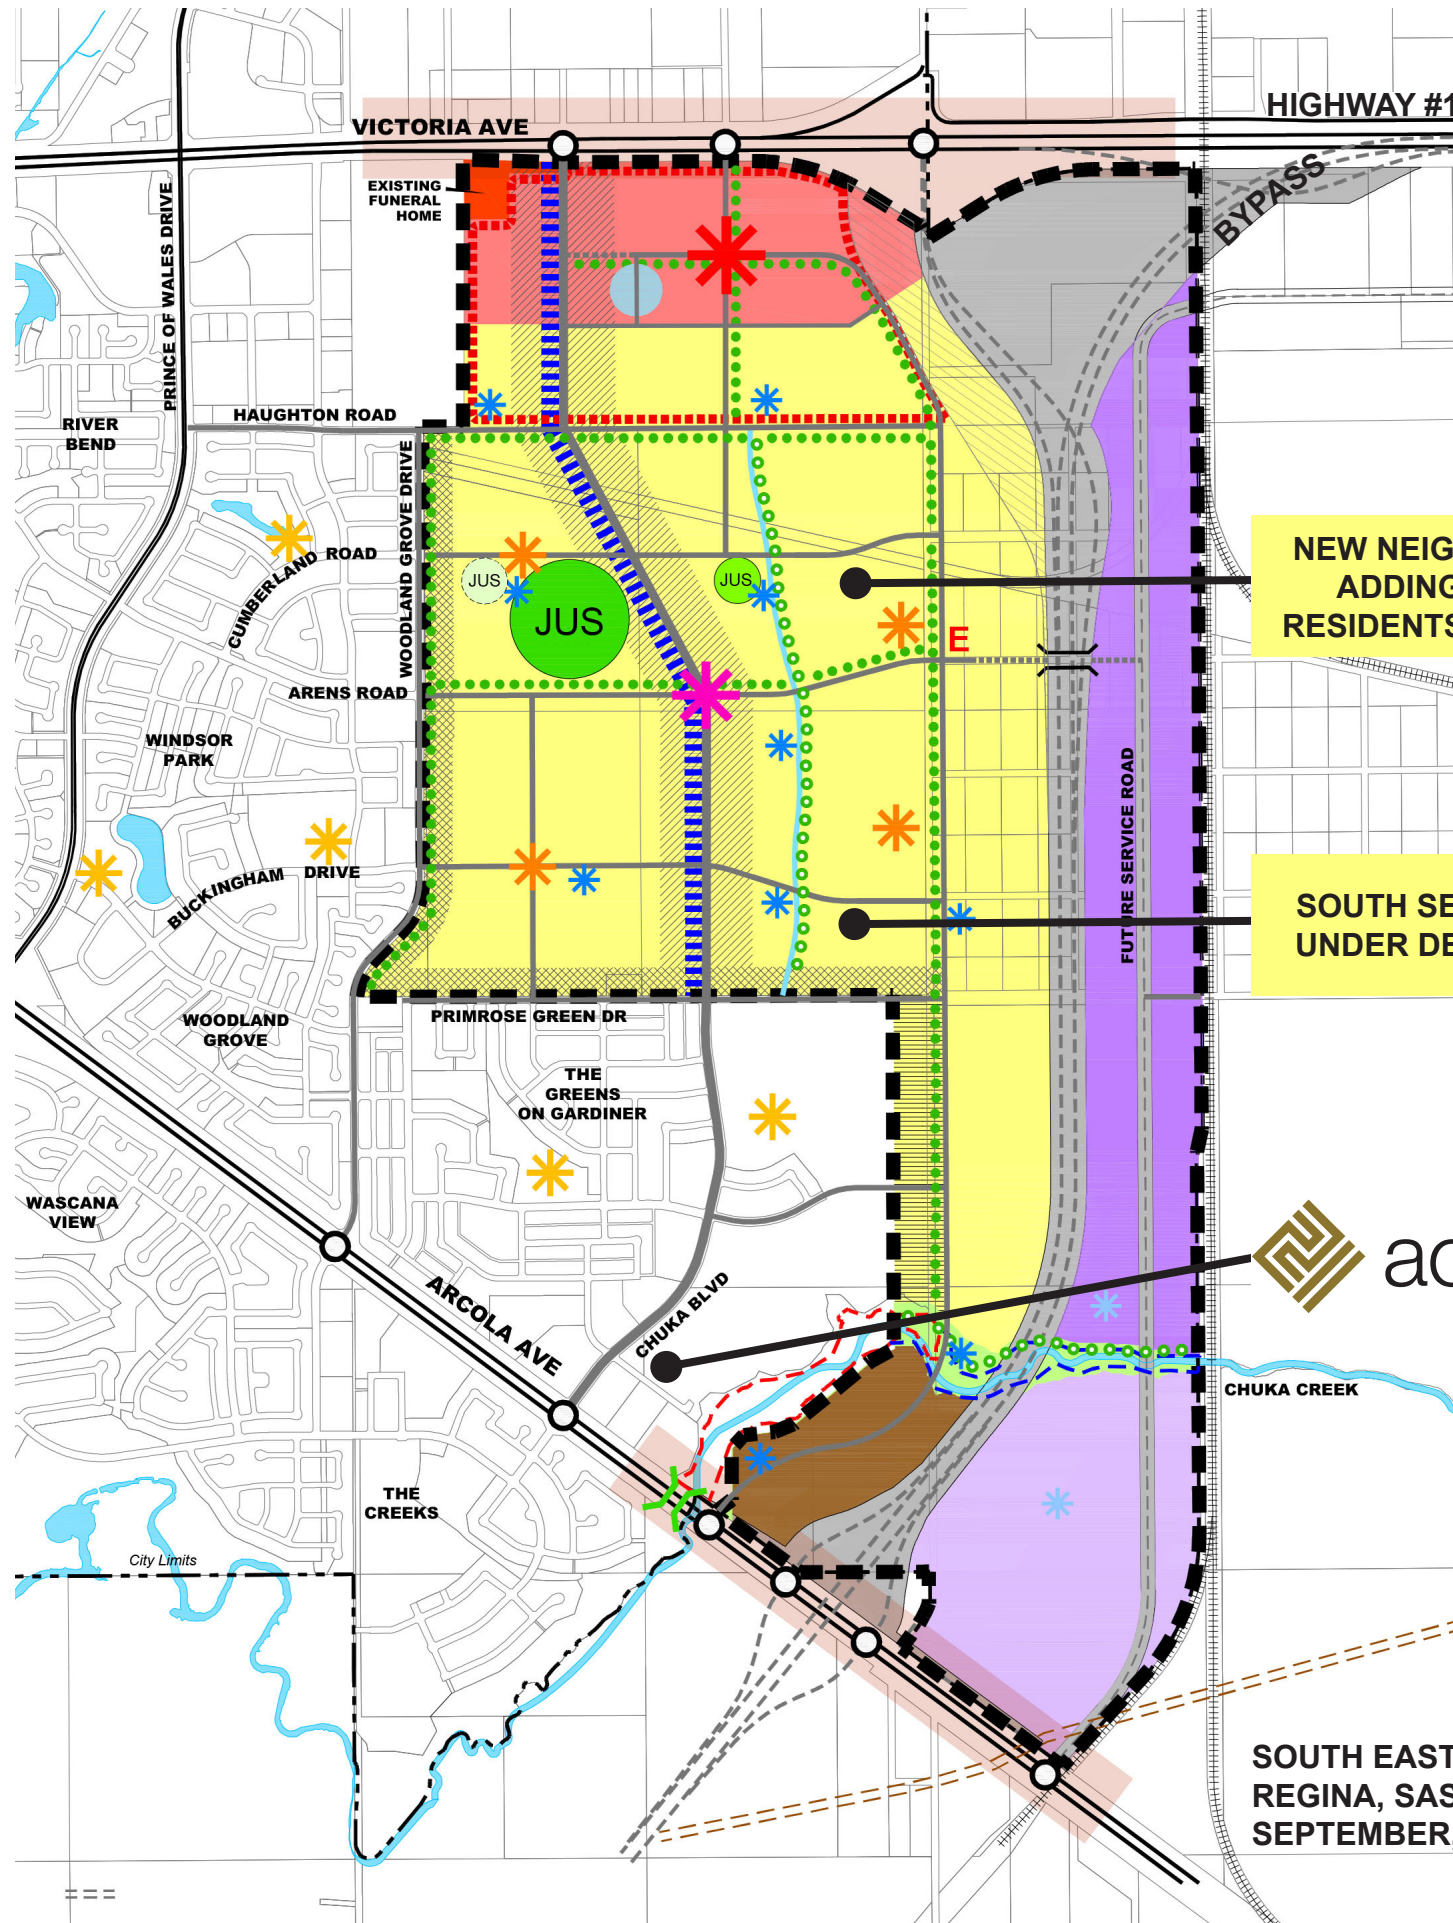 HIGHWAY #1
VICTORIA AVE
BYPASS
EXISTING
FUNERAL
HOME
PRINCE OF WALES DRIVE
HAUGHTON ROAD
RIVER
BEND
WOODLAND GROVE DRIVE
CUMBERLAND ROAD
JUS
JUS
JUS
NEW NEIG
ADDING
RESIDENTS
E
ARENS ROAD
WINDSOR
PARK
FUTURE SERVICE ROAD
BUCKINGHAM DRIVE
SOUTH SE
UNDER DE
PRIMROSE GREEN DR
WOODLAND
GROVE
THE
GREENS
ON GARDINER
WASCANA
VIEW
ARCOLA AVE
CHUKA BLVD
ac
CHUKA CREEK
THE
CREEKS
City Limits
SOUTH EAST
REGINA, SAS
SEPTEMBER,